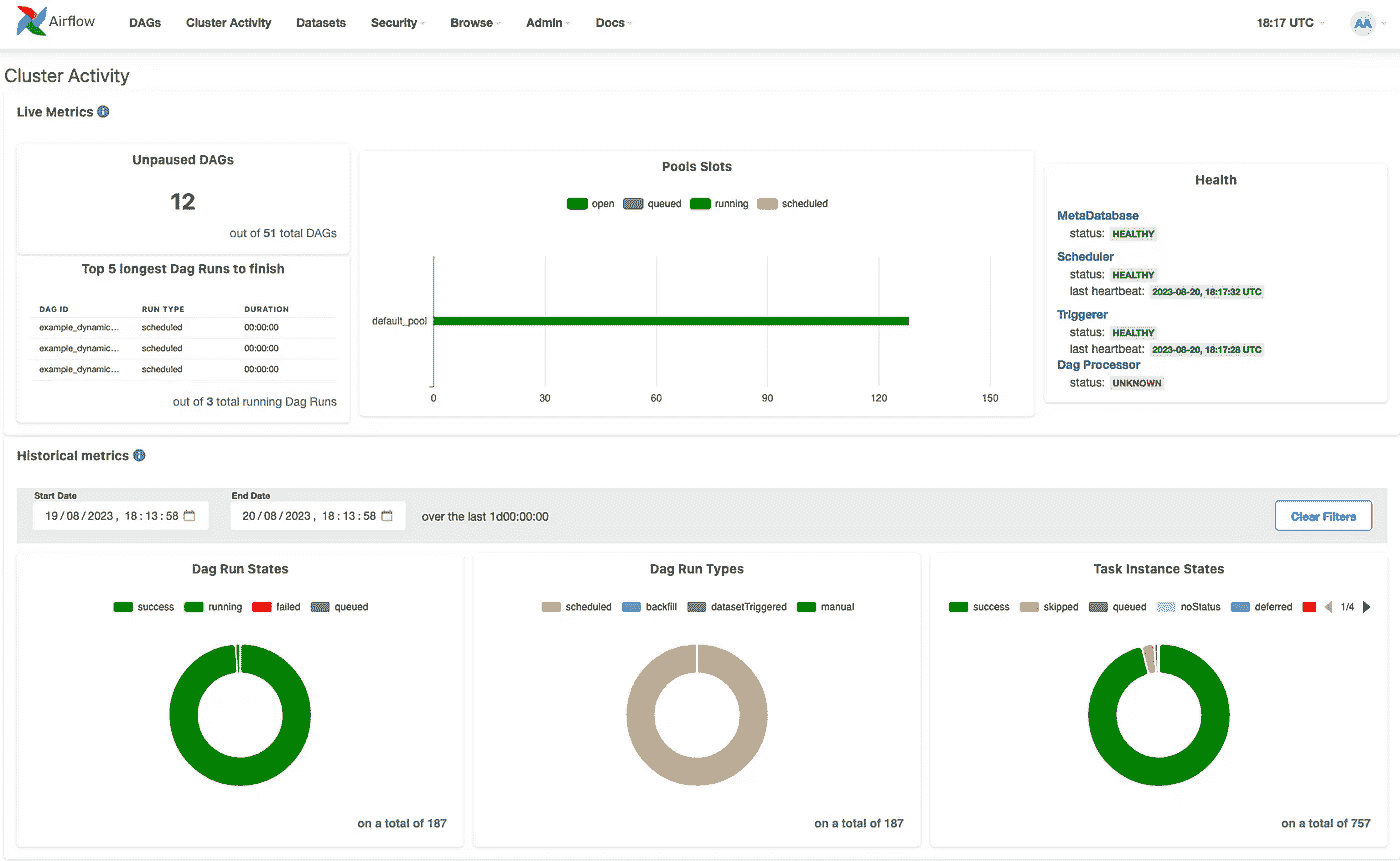 Airflow DAGs Cluster Activity Datasets Security Browse Admin Docs 18:17 UTC AA
Cluster Activity
Live Metrics
Unpaused DAGs
12
out of 51 total DAGs
Top 5 longest Dag Runs to finish
DAG ID RUN TYPE DURATION
example_dynamic... scheduled 00:00:00
example_dynamic... scheduled 00:00:00
example_dynamic... scheduled 00:00:00
out of 3 total running Dag Runs
Pools Slots
open queued running scheduled
default_pool
0 30 60 90 120 150
Health
MetaDatabase
status: HEALTHY
Scheduler
status: HEALTHY
last heartbeat: 2023-08-20, 18:17:32 UTC
Triggerer
status: HEALTHY
last heartbeat: 2023-08-20, 18:17:28 UTC
Dag Processor
status: UNKNOWN
Historical metrics
Start Date End Date
19/08/2023, 18:13:58 20/08/2023, 18:13:58 over the last 1d00:00:00 Clear Filters
Dag Run States
success running failed queued
on a total of 187
Dag Run Types
scheduled backfill datasetTriggered manual
on a total of 187
Task Instance States
success skipped queued noStatus deferred 1/4
on a total of 757